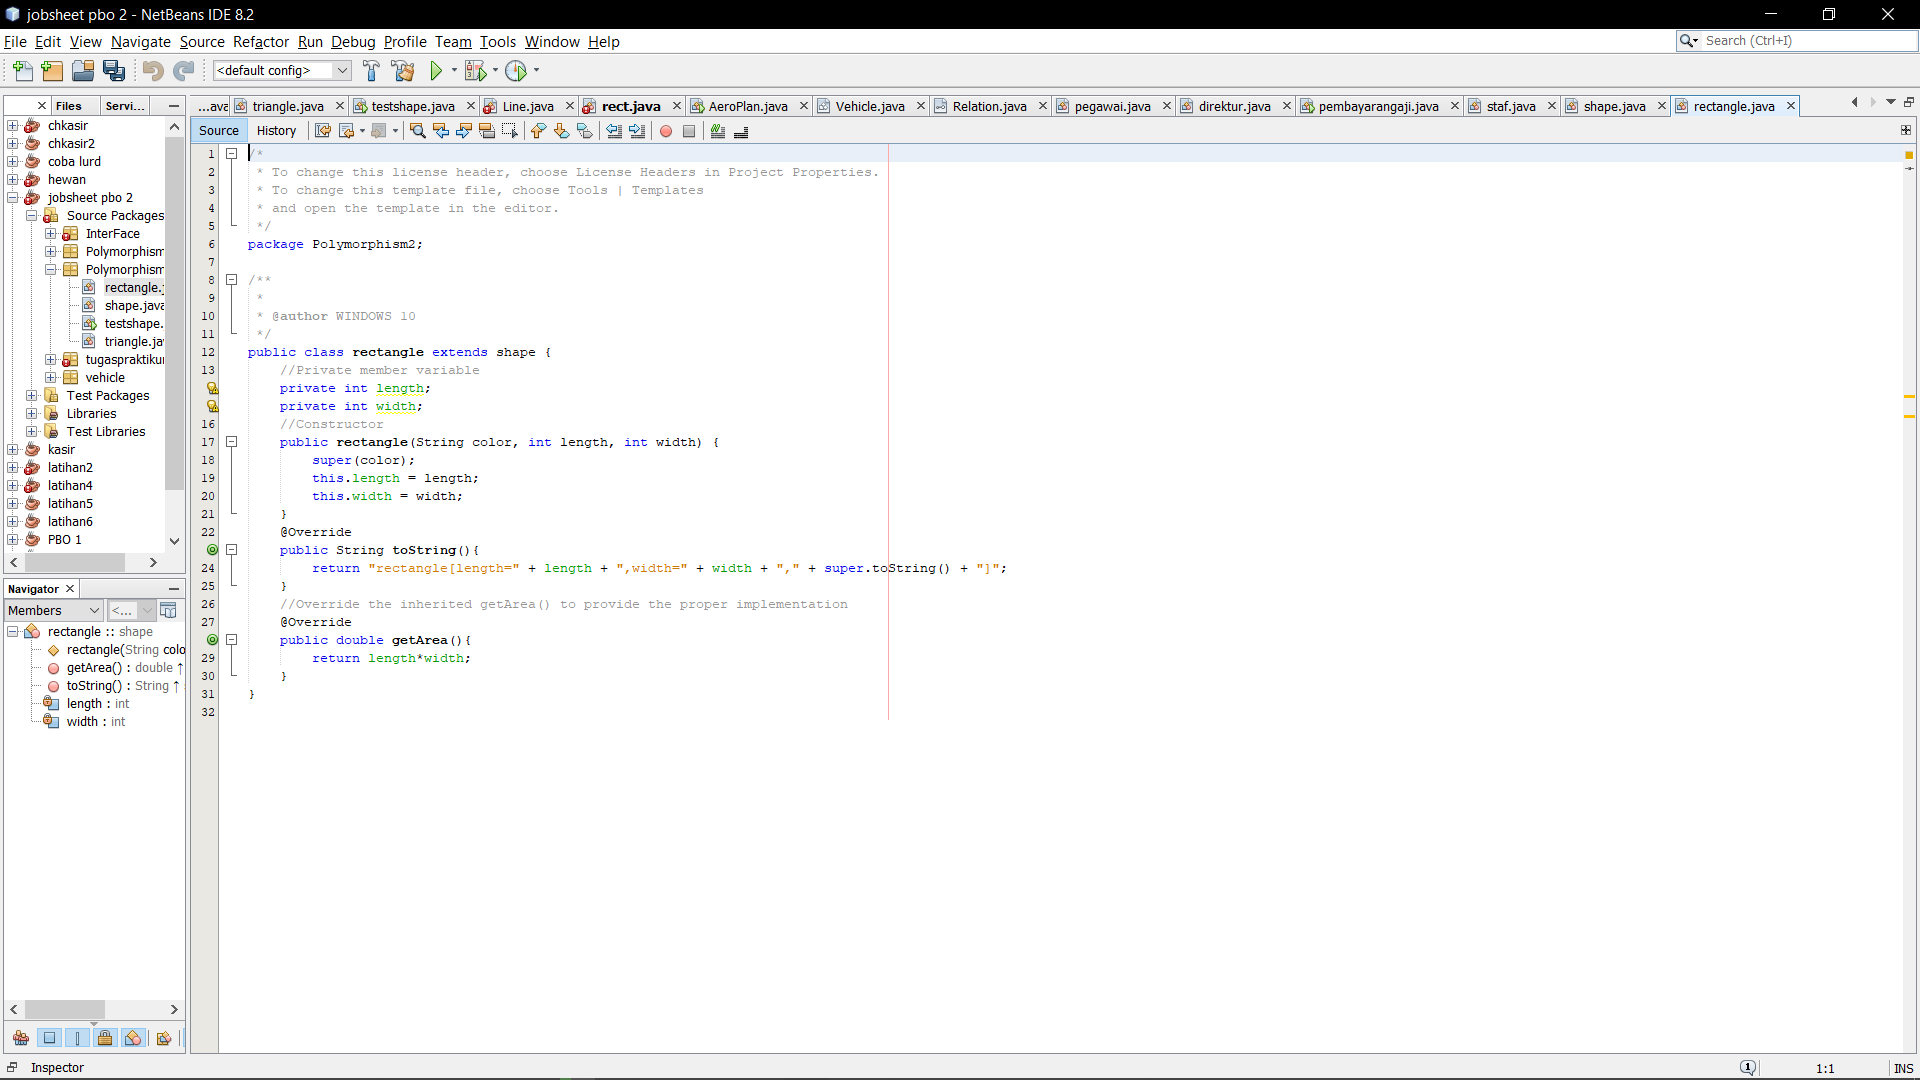 jobsheet pbo 2 - NetBeans IDE 8.2
File Edit View Navigate Source Refactor Run Debug Profile Team Tools Window Help
Search (Ctrl+I)
<default config>
Files Servi...
...ava triangle.java testshape.java Line.java rect.java AeroPlan.java Vehicle.java Relation.java pegawai.java direktur.java pembayarangaji.java staf.java shape.java rectangle.java
Source History
chkasir
chkasir2
coba lurd
hewan
jobsheet pbo 2
Source Packages
InterFace
Polymorphism
Polymorphism
rectangle.j
shape.java
testshape.
triangle.ja
tugaspraktikur
vehicle
Test Packages
Libraries
Test Libraries
kasir
latihan2
latihan4
latihan5
latihan6
PBO 1
Navigator
Members <...
rectangle :: shape
rectangle(String colo
getArea() : double ↑
toString() : String ↑
length : int
width : int
1 /*
2  * To change this license header, choose License Headers in Project Properties.
3  * To change this template file, choose Tools | Templates
4  * and open the template in the editor.
5  */
6 package Polymorphism2;
7
8 /**
9  *
10  * @author WINDOWS 10
11  */
12 public class rectangle extends shape {
13     //Private member variable
    private int length;
    private int width;
16     //Constructor
17     public rectangle(String color, int length, int width) {
18         super(color);
19         this.length = length;
20         this.width = width;
21     }
22     @Override
    public String toString(){
24         return "rectangle[length=" + length + ",width=" + width + "," + super.toString() + "]";
25     }
26     //Override the inherited getArea() to provide the proper implementation
27     @Override
    public double getArea(){
29         return length*width;
30     }
31 }
32
Inspector
1
1:1
INS